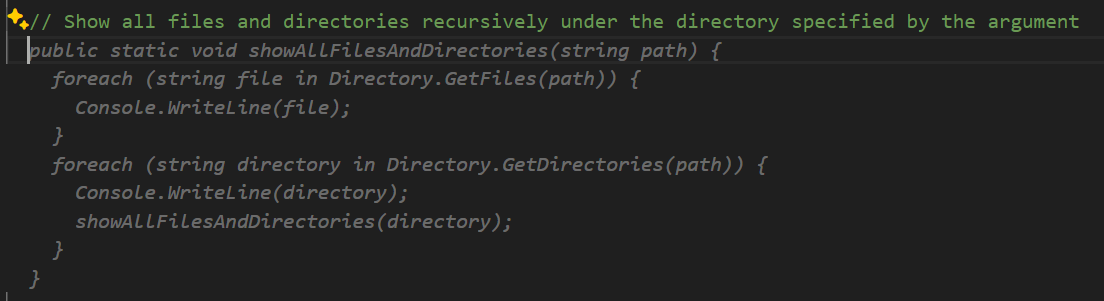 // Show all files and directories recursively under the directory specified by the argument
public static void showAllFilesAndDirectories(string path) {
  foreach (string file in Directory.GetFiles(path)) {
    Console.WriteLine(file);
  }
  foreach (string directory in Directory.GetDirectories(path)) {
    Console.WriteLine(directory);
    showAllFilesAndDirectories(directory);
  }
}